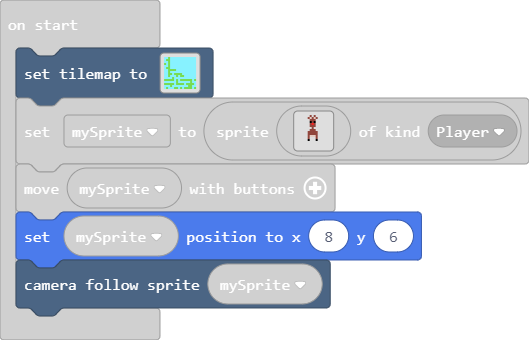 on start
set tilemap to
set mySprite to sprite of kind Player
move mySprite with buttons
set mySprite position to x 8 y 6
camera follow sprite mySprite